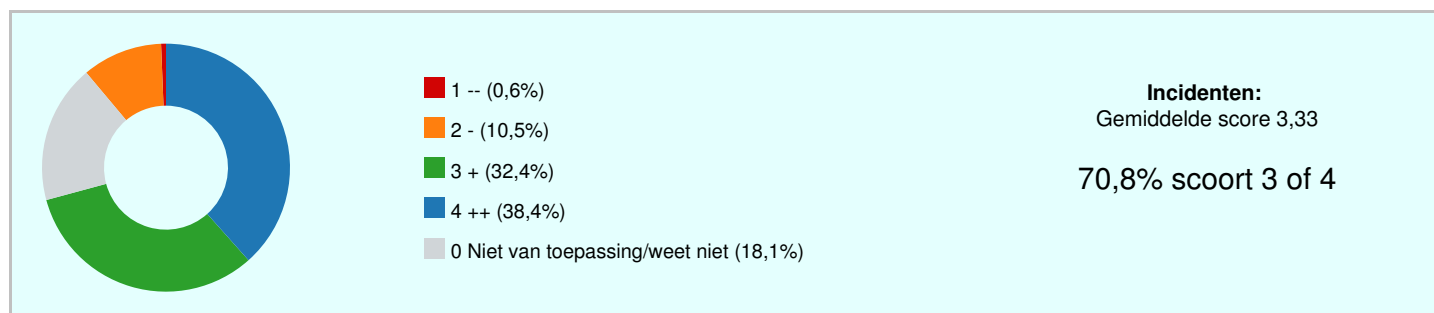 1 -- (0,6%)
2 - (10,5%)
3 + (32,4%)
4 ++ (38,4%)
0 Niet van toepassing/weet niet (18,1%)
Incidenten:
Gemiddelde score 3,33
70,8% scoort 3 of 4